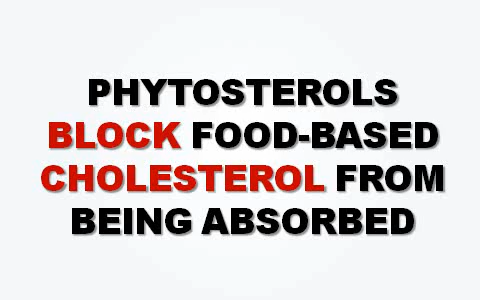 PHYTOSTEROLS
BLOCK FOOD-BASED
CHOLESTEROL FROM
BEING ABSORBED